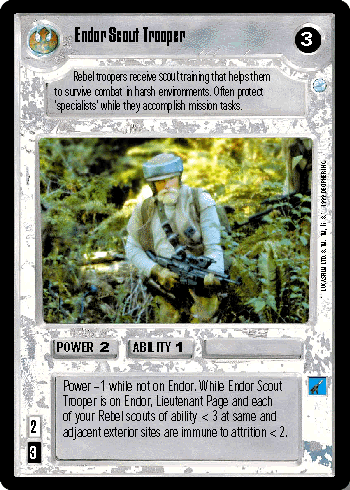 Endor Scout Trooper
3
Rebel troopers receive scout training that helps them
to survive combat in harsh environments. Often protect
'specialists' while they accomplish mission tasks.
POWER 2
ABILITY 1
Power –1 while not on Endor. While Endor Scout
Trooper is on Endor, Lieutenant Page and each
of your Rebel scouts of ability < 3 at same and
adjacent exterior sites are immune to attrition < 2.
2
3